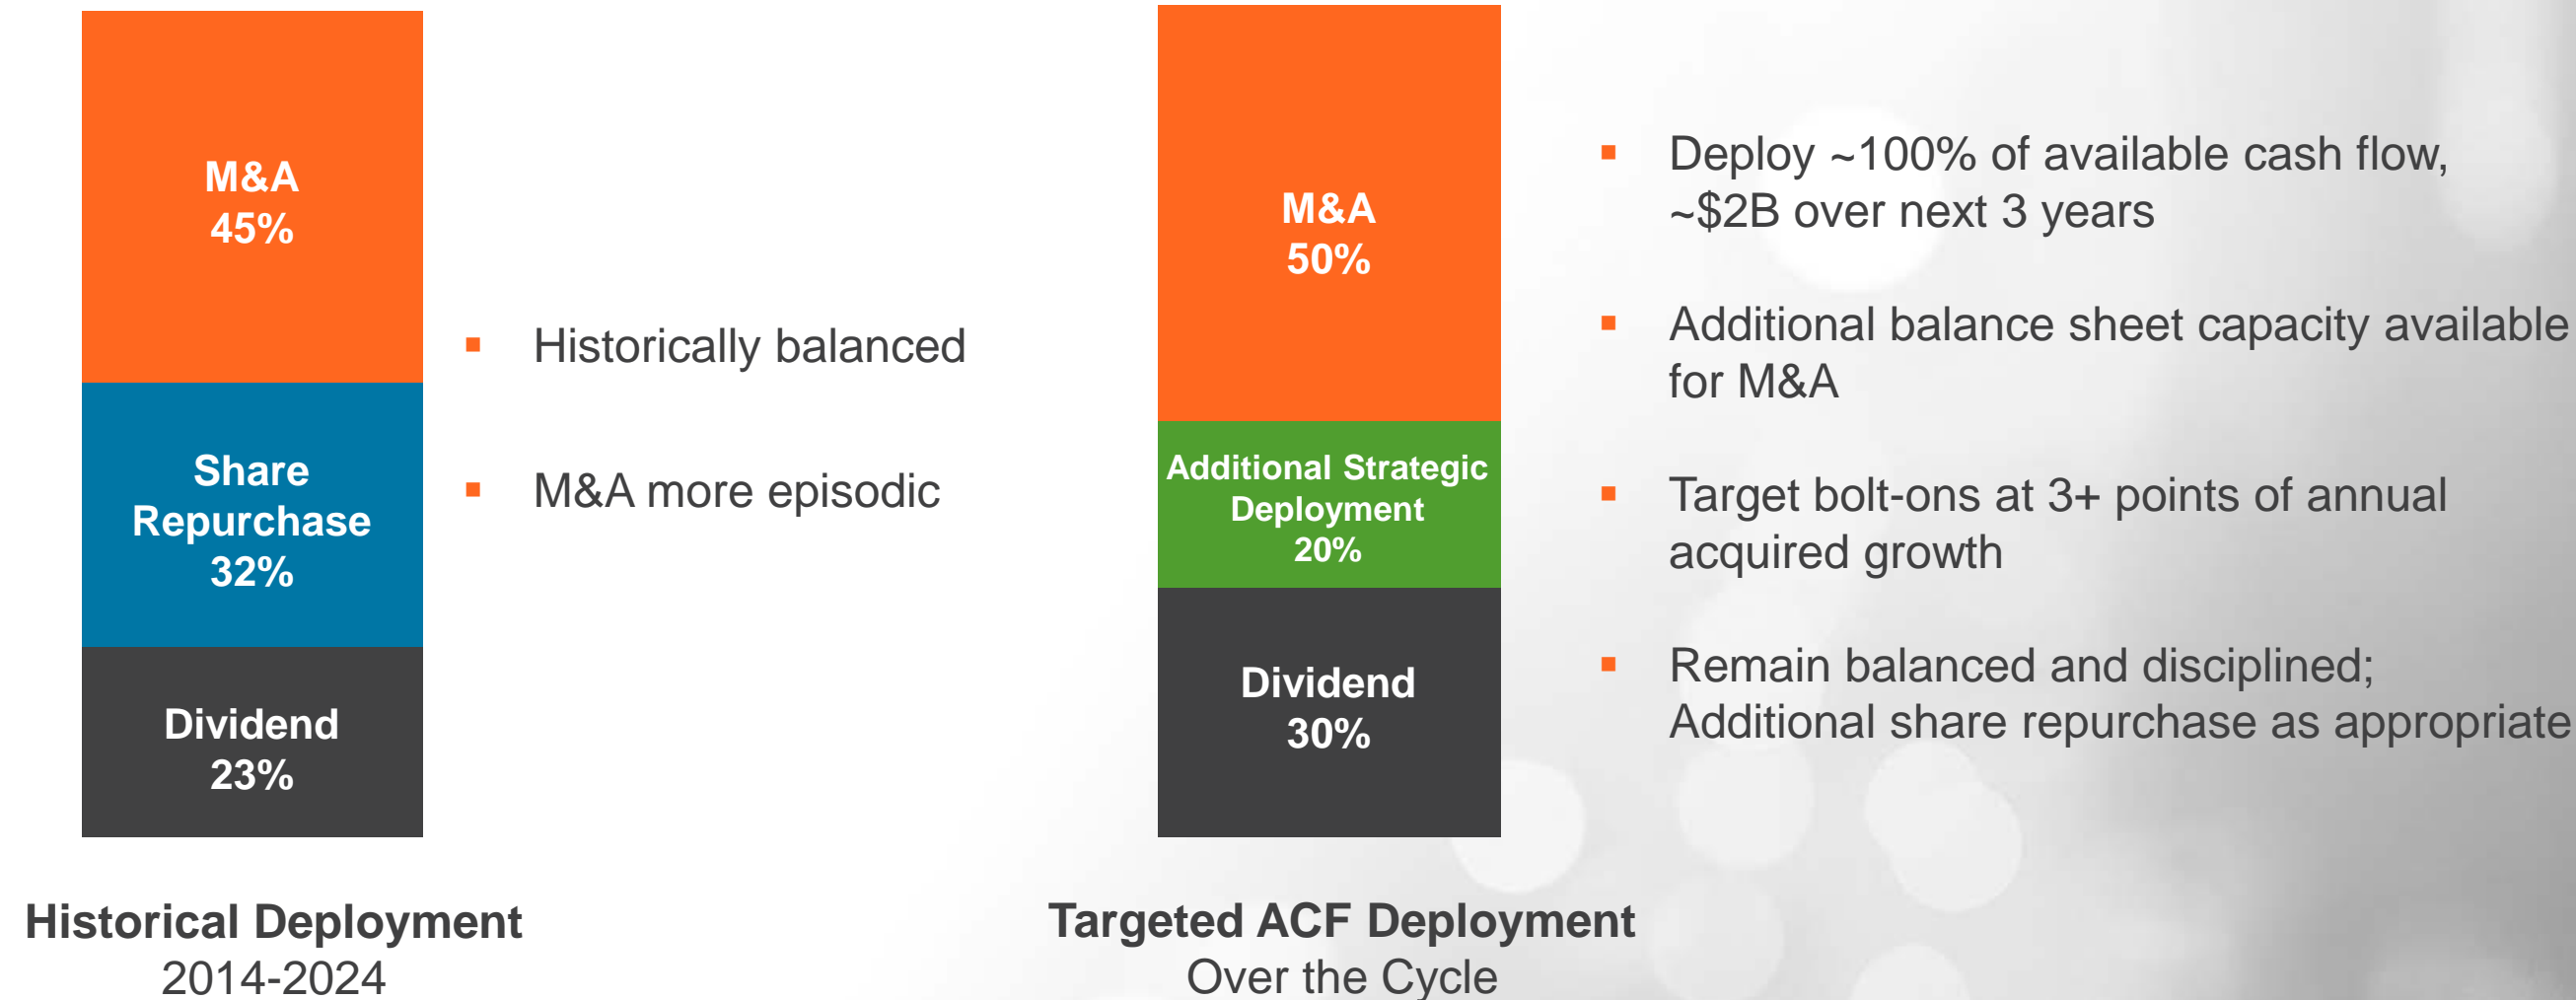 M&A
45%
Share
Repurchase
32%
Dividend
23%
Historical Deployment
2014-2024
▪ Historically balanced
▪ M&A more episodic
M&A
50%
Additional Strategic
Deployment
20%
Dividend
30%
Targeted ACF Deployment
Over the Cycle
▪ Deploy ~100% of available cash flow,
~$2B over next 3 years
▪ Additional balance sheet capacity available
for M&A
▪ Target bolt-ons at 3+ points of annual
acquired growth
▪ Remain balanced and disciplined;
Additional share repurchase as appropriate